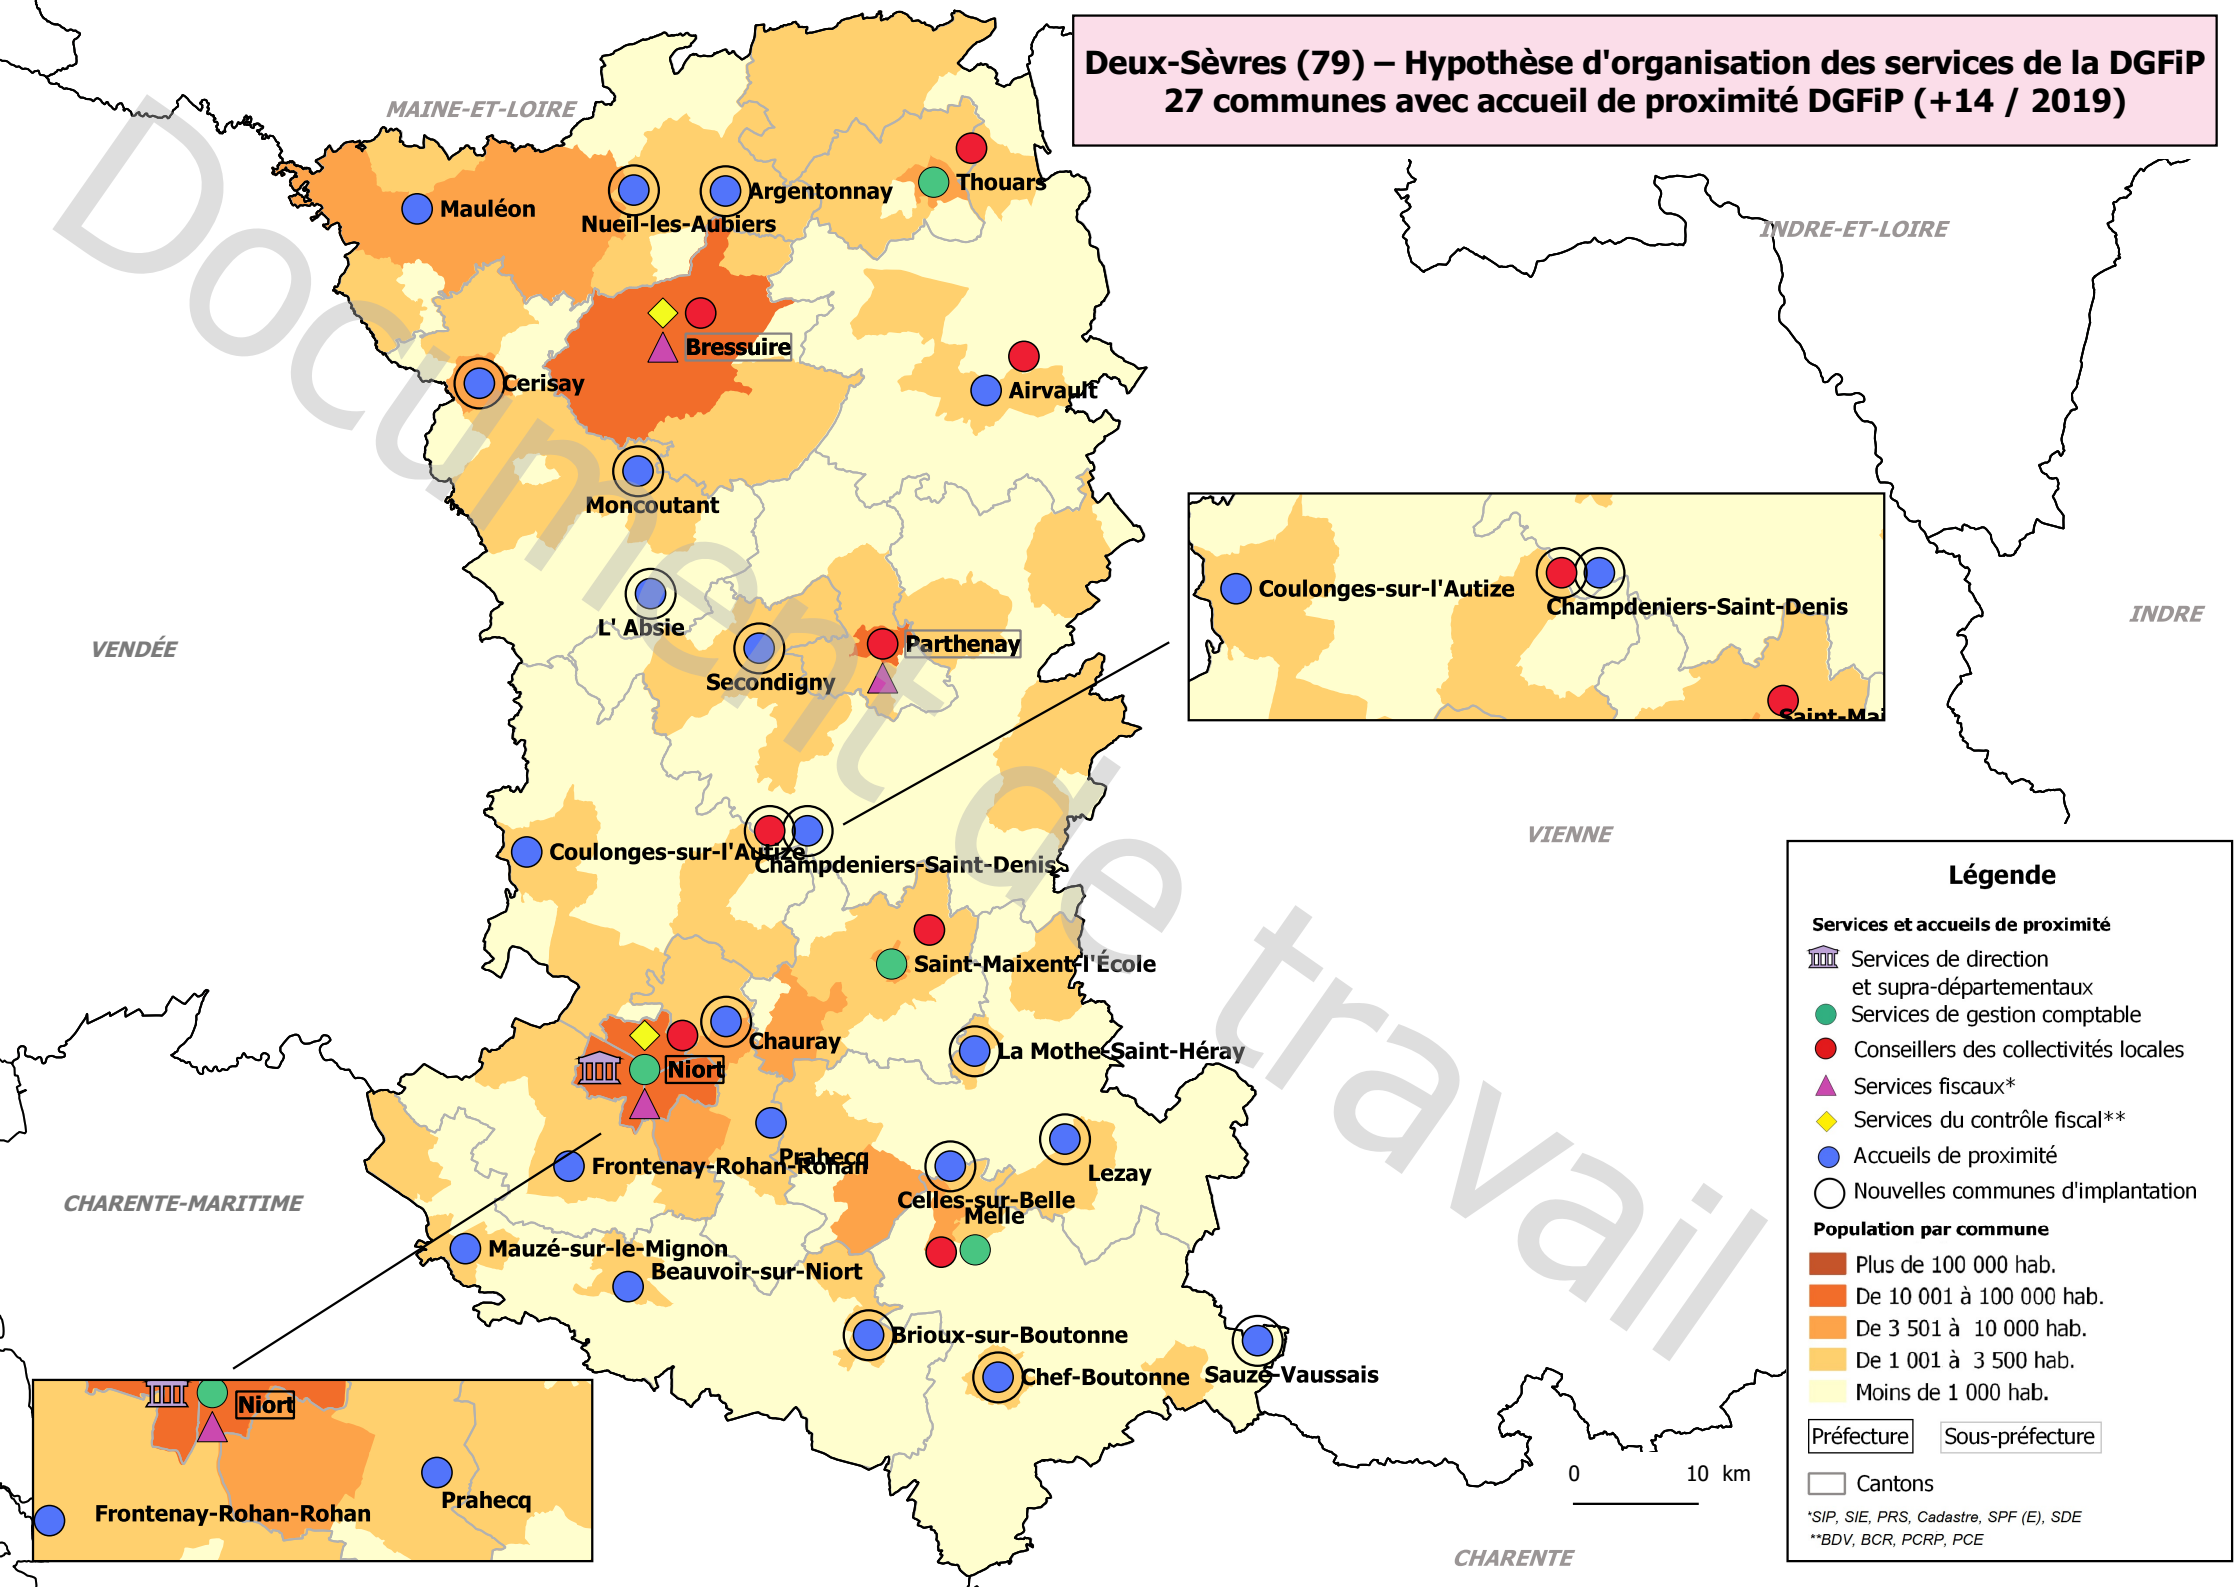 Deux-Sèvres (79) – Hypothèse d'organisation des services de la DGFiP
27 communes avec accueil de proximité DGFiP (+14 / 2019)
MAINE-ET-LOIRE
INDRE-ET-LOIRE
INDRE
VENDÉE
VIENNE
CHARENTE-MARITIME
CHARENTE
Document de travail
Mauléon
Nueil-les-Aubiers
Argentonnay
Thouars
Bressuire
Cerisay
Airvault
Moncoutant
L' Absie
Secondigny
Parthenay
Coulonges-sur-l'Autize
Champdeniers-Saint-Denis
Saint-Maixent-l'École
Chauray
Niort
La Mothe-Saint-Héray
Prahecq
Frontenay-Rohan-Rohan
Lezay
Celles-sur-Belle
Melle
Mauzé-sur-le-Mignon
Beauvoir-sur-Niort
Brioux-sur-Boutonne
Chef-Boutonne
Sauzé-Vaussais
Coulonges-sur-l'Autize
Champdeniers-Saint-Denis
Saint-Mai
Niort
Prahecq
Frontenay-Rohan-Rohan
Légende
Services et accueils de proximité
Services de direction
et supra-départementaux
Services de gestion comptable
Conseillers des collectivités locales
Services fiscaux*
Services du contrôle fiscal**
Accueils de proximité
Nouvelles communes d'implantation
Population par commune
Plus de 100 000 hab.
De 10 001 à 100 000 hab.
De 3 501 à 10 000 hab.
De 1 001 à 3 500 hab.
Moins de 1 000 hab.
Préfecture
Sous-préfecture
Cantons
*SIP, SIE, PRS, Cadastre, SPF (E), SDE
**BDV, BCR, PCRP, PCE
0 10 km